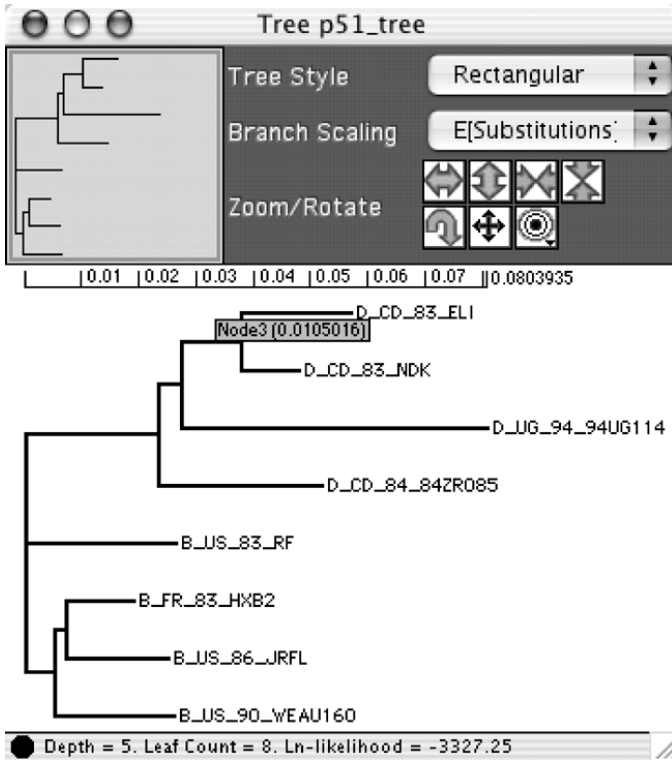 Tree p51_tree
Tree Style Rectangular
Branch Scaling E[Substitutions]
Zoom/Rotate
0.01 0.02 0.03 0.04 0.05 0.06 0.07 0.0803935
D_CD_83_ELI
Node3 (0.0105016)
D_CD_83_NDK
D_UG_94_94UG114
D_CD_84_84ZR085
B_US_83_RF
B_FR_83_HXB2
B_US_86_JRFL
B_US_90_WEAU160
Depth = 5. Leaf Count = 8. Ln-likelihood = -3327.25